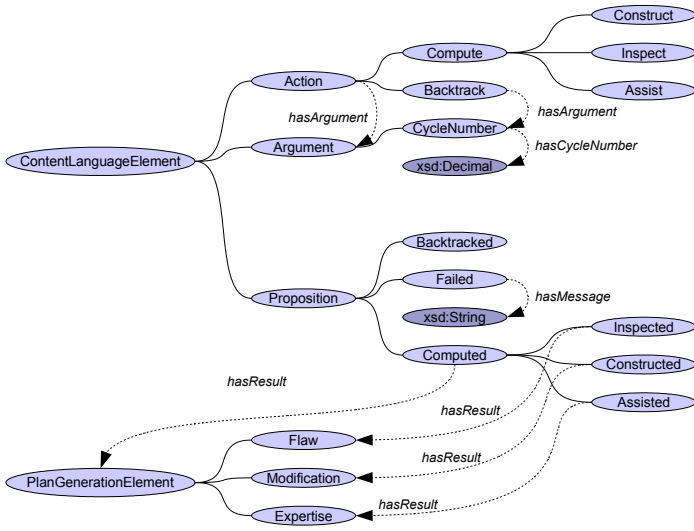 Construct
Compute
Inspect
Action
Backtrack
Assist
hasArgument
hasArgument
CycleNumber
Argument
hasCycleNumber
ContentLanguageElement
xsd:Decimal
Backtracked
Failed
Proposition
hasMessage
xsd:String
Inspected
Computed
Constructed
hasResult
Assisted
hasResult
Flaw
hasResult
Modification
PlanGenerationElement
hasResult
Expertise